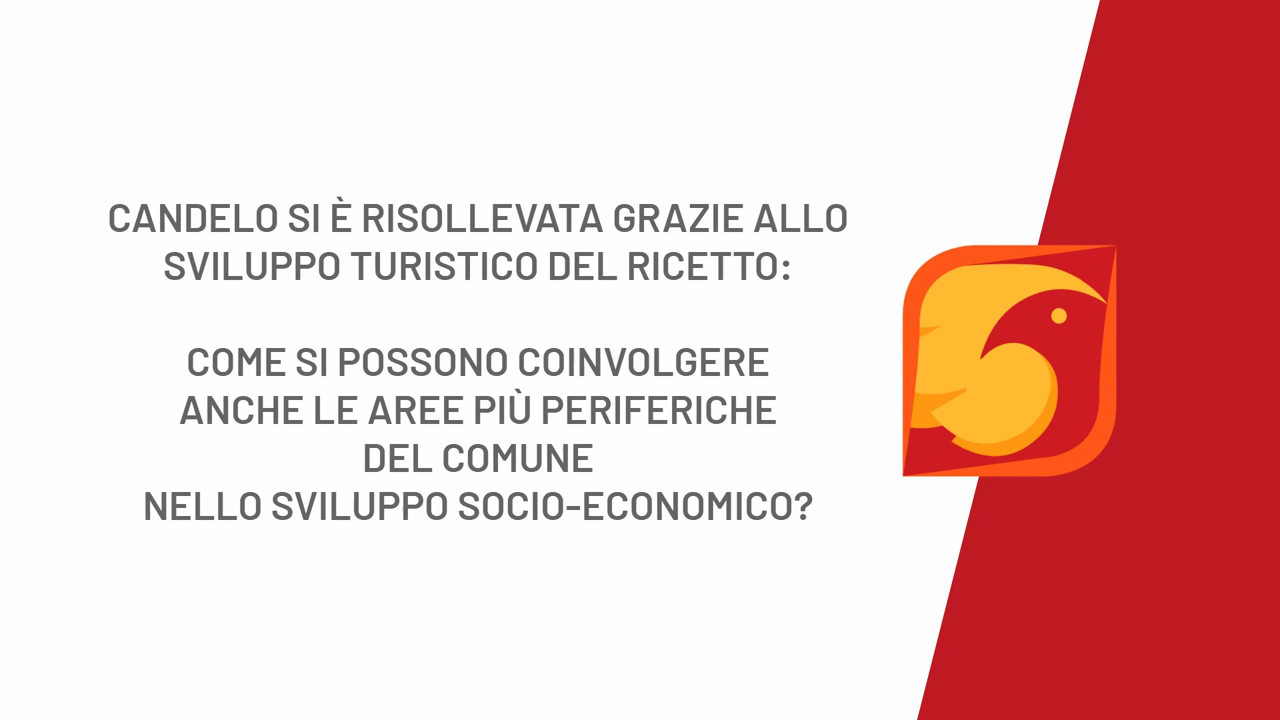 CANDELO SI È RISOLLEVATA GRAZIE ALLO
SVILUPPO TURISTICO DEL RICETTO:
COME SI POSSONO COINVOLGERE
ANCHE LE AREE PIÙ PERIFERICHE
DEL COMUNE
NELLO SVILUPPO SOCIO-ECONOMICO?